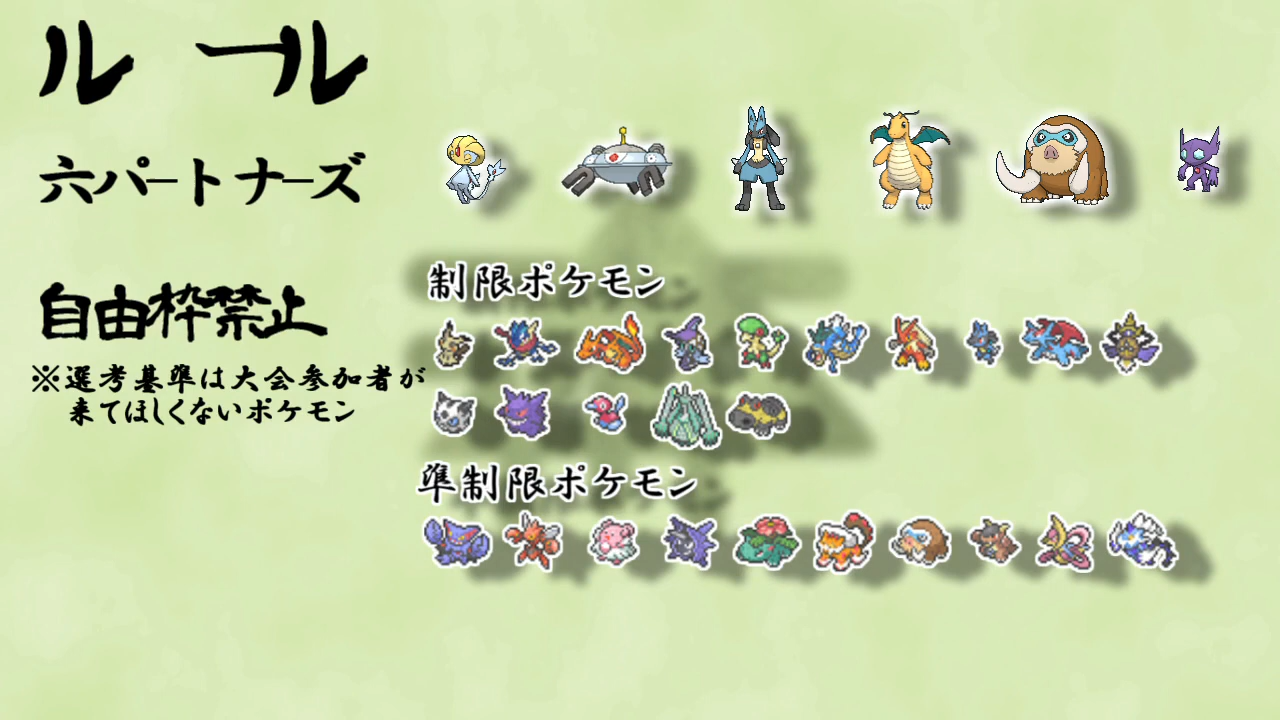 ルール
六パートナーズ
制限ポケモン
自由枠禁止
※選考基準は大会参加者が
来てほしくないポケモン
準制限ポケモン